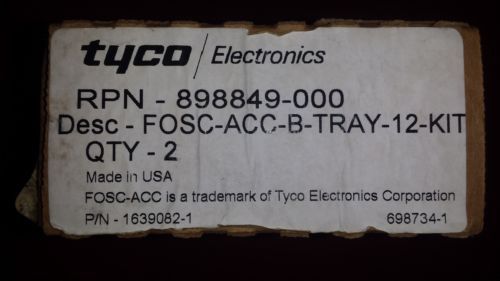 tyco / Electronics
RPN - 898849-000
Desc - FOSC-ACC-B-TRAY-12-KIT
QTY - 2
Made in USA
FOSC-ACC is a trademark of Tyco Electronics Corporation
P/N - 1639082-1 698734-1